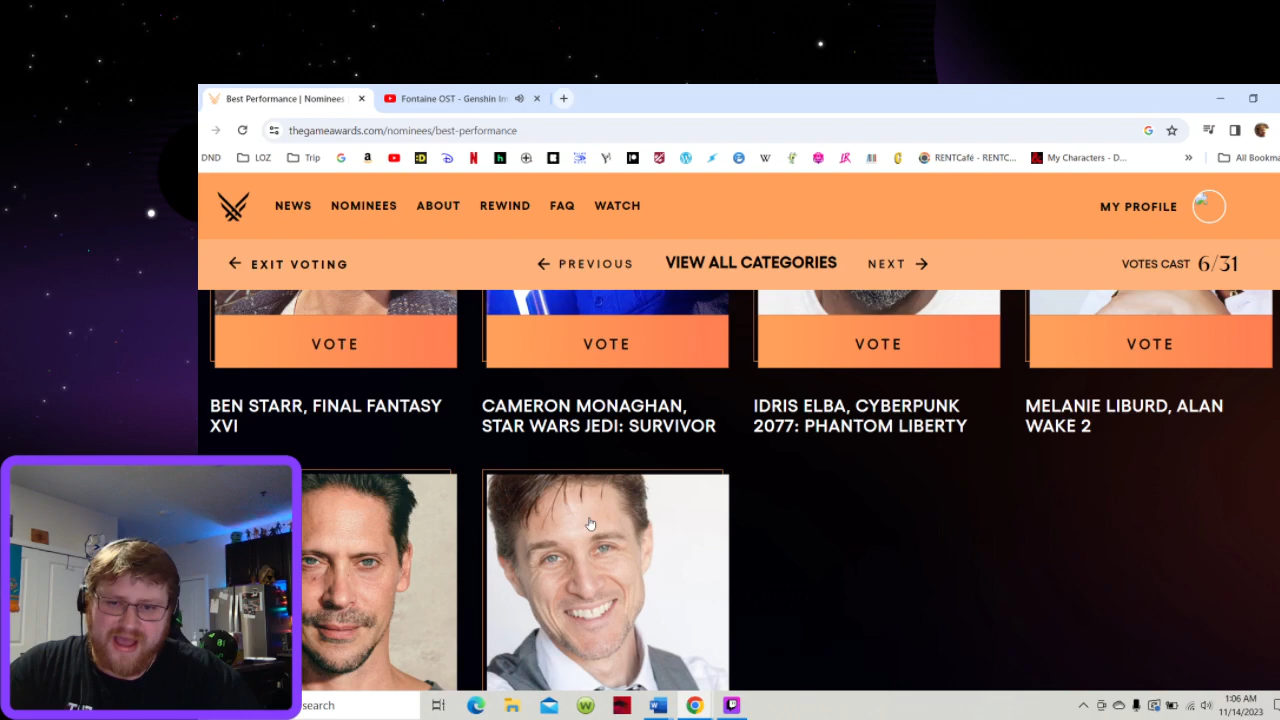 Best Performance | Nominees
Fontaine OST - Genshin Im
thegameawards.com/nominees/best-performance
DND LOZ Trip RENTCafé - RENTC... My Characters - D... » All Bookma
NEWS NOMINEES ABOUT REWIND FAQ WATCH MY PROFILE
EXIT VOTING PREVIOUS VIEW ALL CATEGORIES NEXT VOTES CAST 6/31
VOTE VOTE VOTE VOTE
BEN STARR, FINAL FANTASY
XVI
CAMERON MONAGHAN,
STAR WARS JEDI: SURVIVOR
IDRIS ELBA, CYBERPUNK
2077: PHANTOM LIBERTY
MELANIE LIBURD, ALAN
WAKE 2
search
1:06 AM
11/14/2023